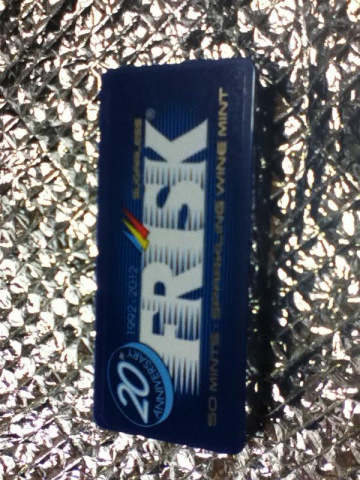 20th
ANNIVERSARY
1992-2012
SUGARLESS
FRISK®
50 MINTS · SPARKLING WINE MINT